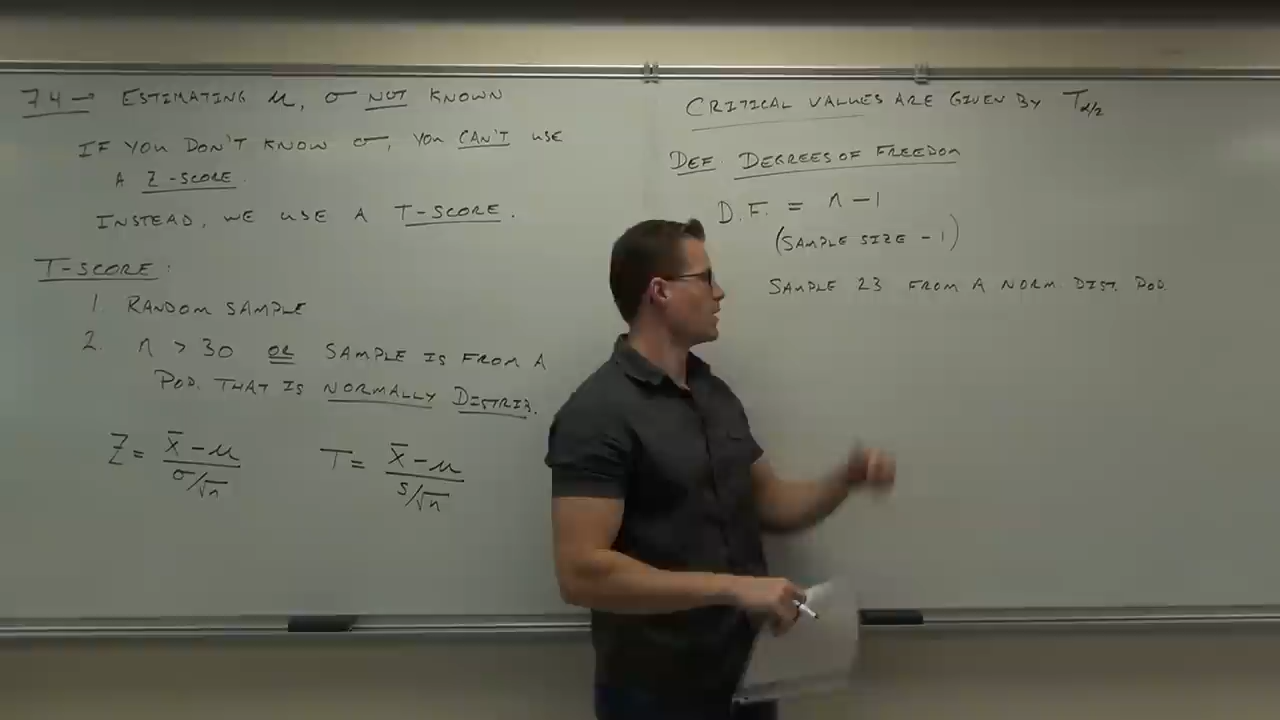 7.4 → ESTIMATING μ, σ NOT KNOWN
IF YOU DON'T KNOW σ, YOU CAN'T USE
A Z-SCORE.
INSTEAD, WE USE A T-SCORE.
T-SCORE:
1. RANDOM SAMPLE
2. n > 30 OR SAMPLE IS FROM A
POP. THAT IS NORMALLY DISTRIB.
Z = (x̄ - μ) / (σ/√n)
T = (x̄ - μ) / (s/√n)
CRITICAL VALUES ARE GIVEN BY T α/2
DEF. DEGREES OF FREEDOM
D.F. = n - 1
(SAMPLE SIZE - 1)
SAMPLE 23 FROM A NORM. DIST. POP.